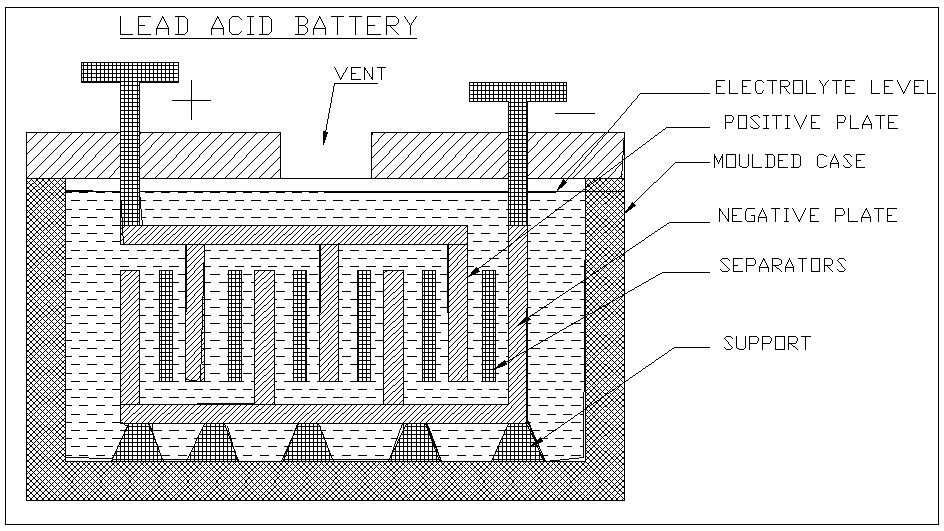 LEAD ACID BATTERY
VENT
+
—
ELECTROLYTE LEVEL
POSITIVE PLATE
MOULDED CASE
NEGATIVE PLATE
SEPARATORS
SUPPORT